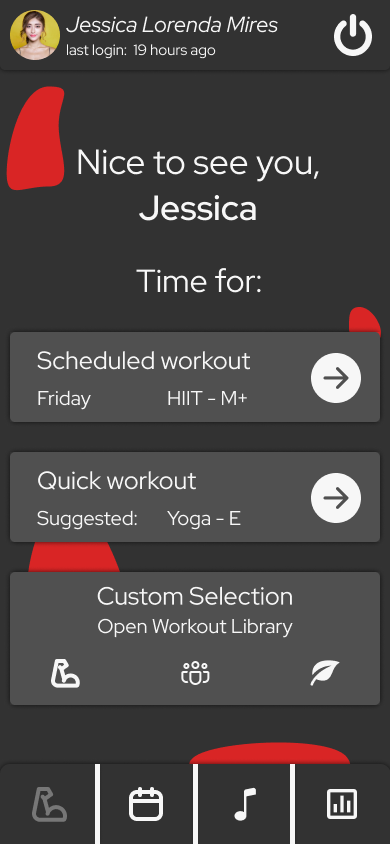 Jessica Lorenda Mires
last login: 19 hours ago
Nice to see you,
Jessica
Time for:
Scheduled workout
Friday HIIT - M+
Quick workout
Suggested: Yoga - E
Custom Selection
Open Workout Library